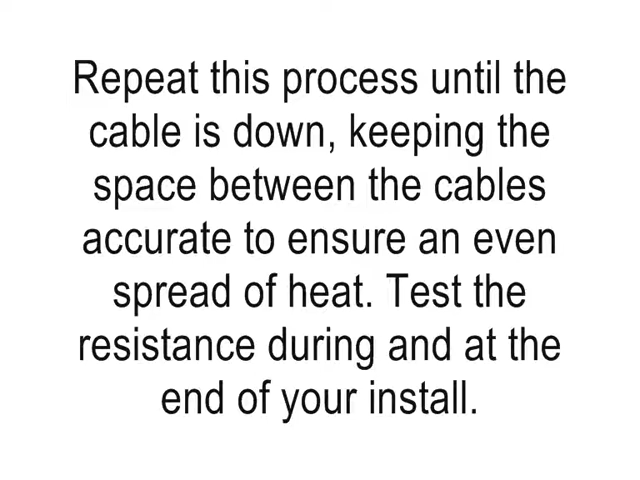 Repeat this process until the
cable is down, keeping the
space between the cables
accurate to ensure an even
spread of heat. Test the
resistance during and at the
end of your install.